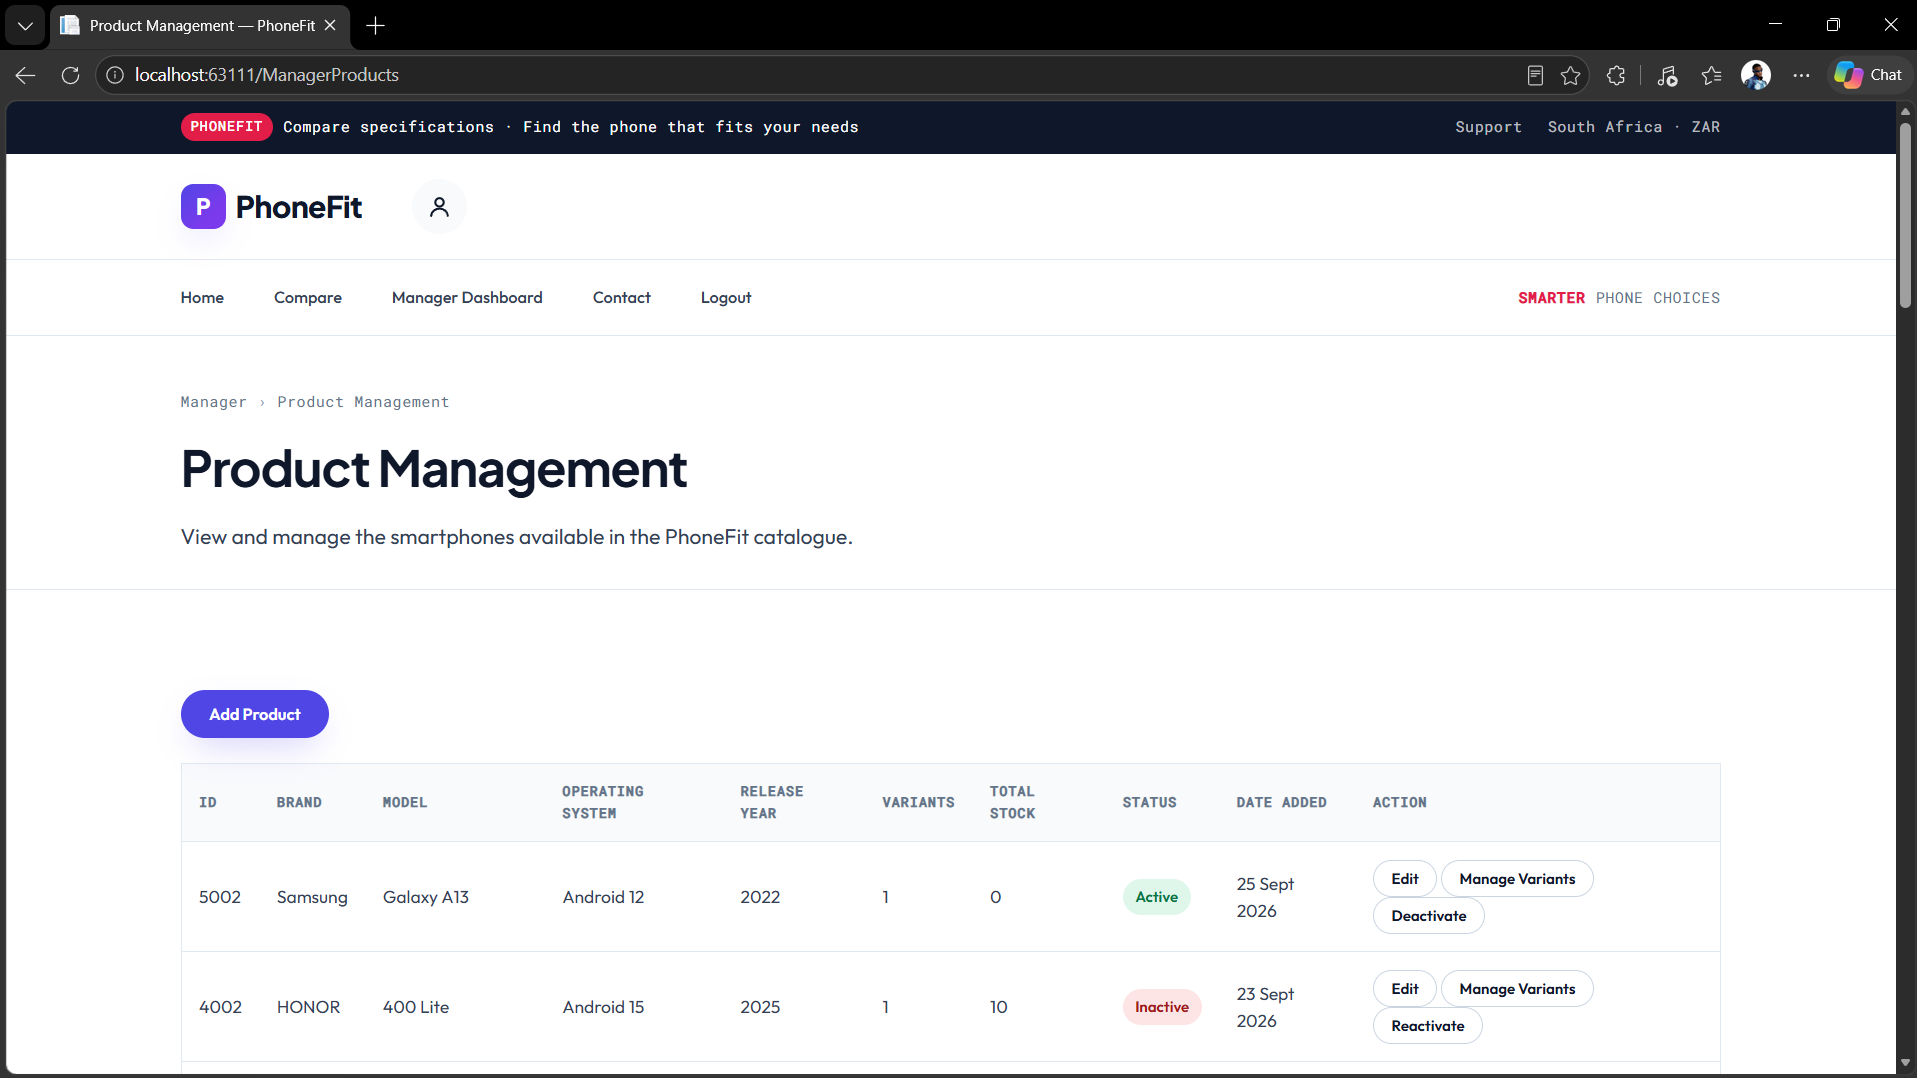 Product Management — PhoneFit
localhost:63111/ManagerProducts
Chat
PHONEFIT Compare specifications · Find the phone that fits your needs
Support South Africa · ZAR
P PhoneFit
Home Compare Manager Dashboard Contact Logout
SMARTER PHONE CHOICES
Manager › Product Management
Product Management
View and manage the smartphones available in the PhoneFit catalogue.
Add Product
ID BRAND MODEL OPERATING SYSTEM RELEASE YEAR VARIANTS TOTAL STOCK STATUS DATE ADDED ACTION
5002 Samsung Galaxy A13 Android 12 2022 1 0 Active 25 Sept 2026 Edit Manage Variants Deactivate
4002 HONOR 400 Lite Android 15 2025 1 10 Inactive 23 Sept 2026 Edit Manage Variants Reactivate